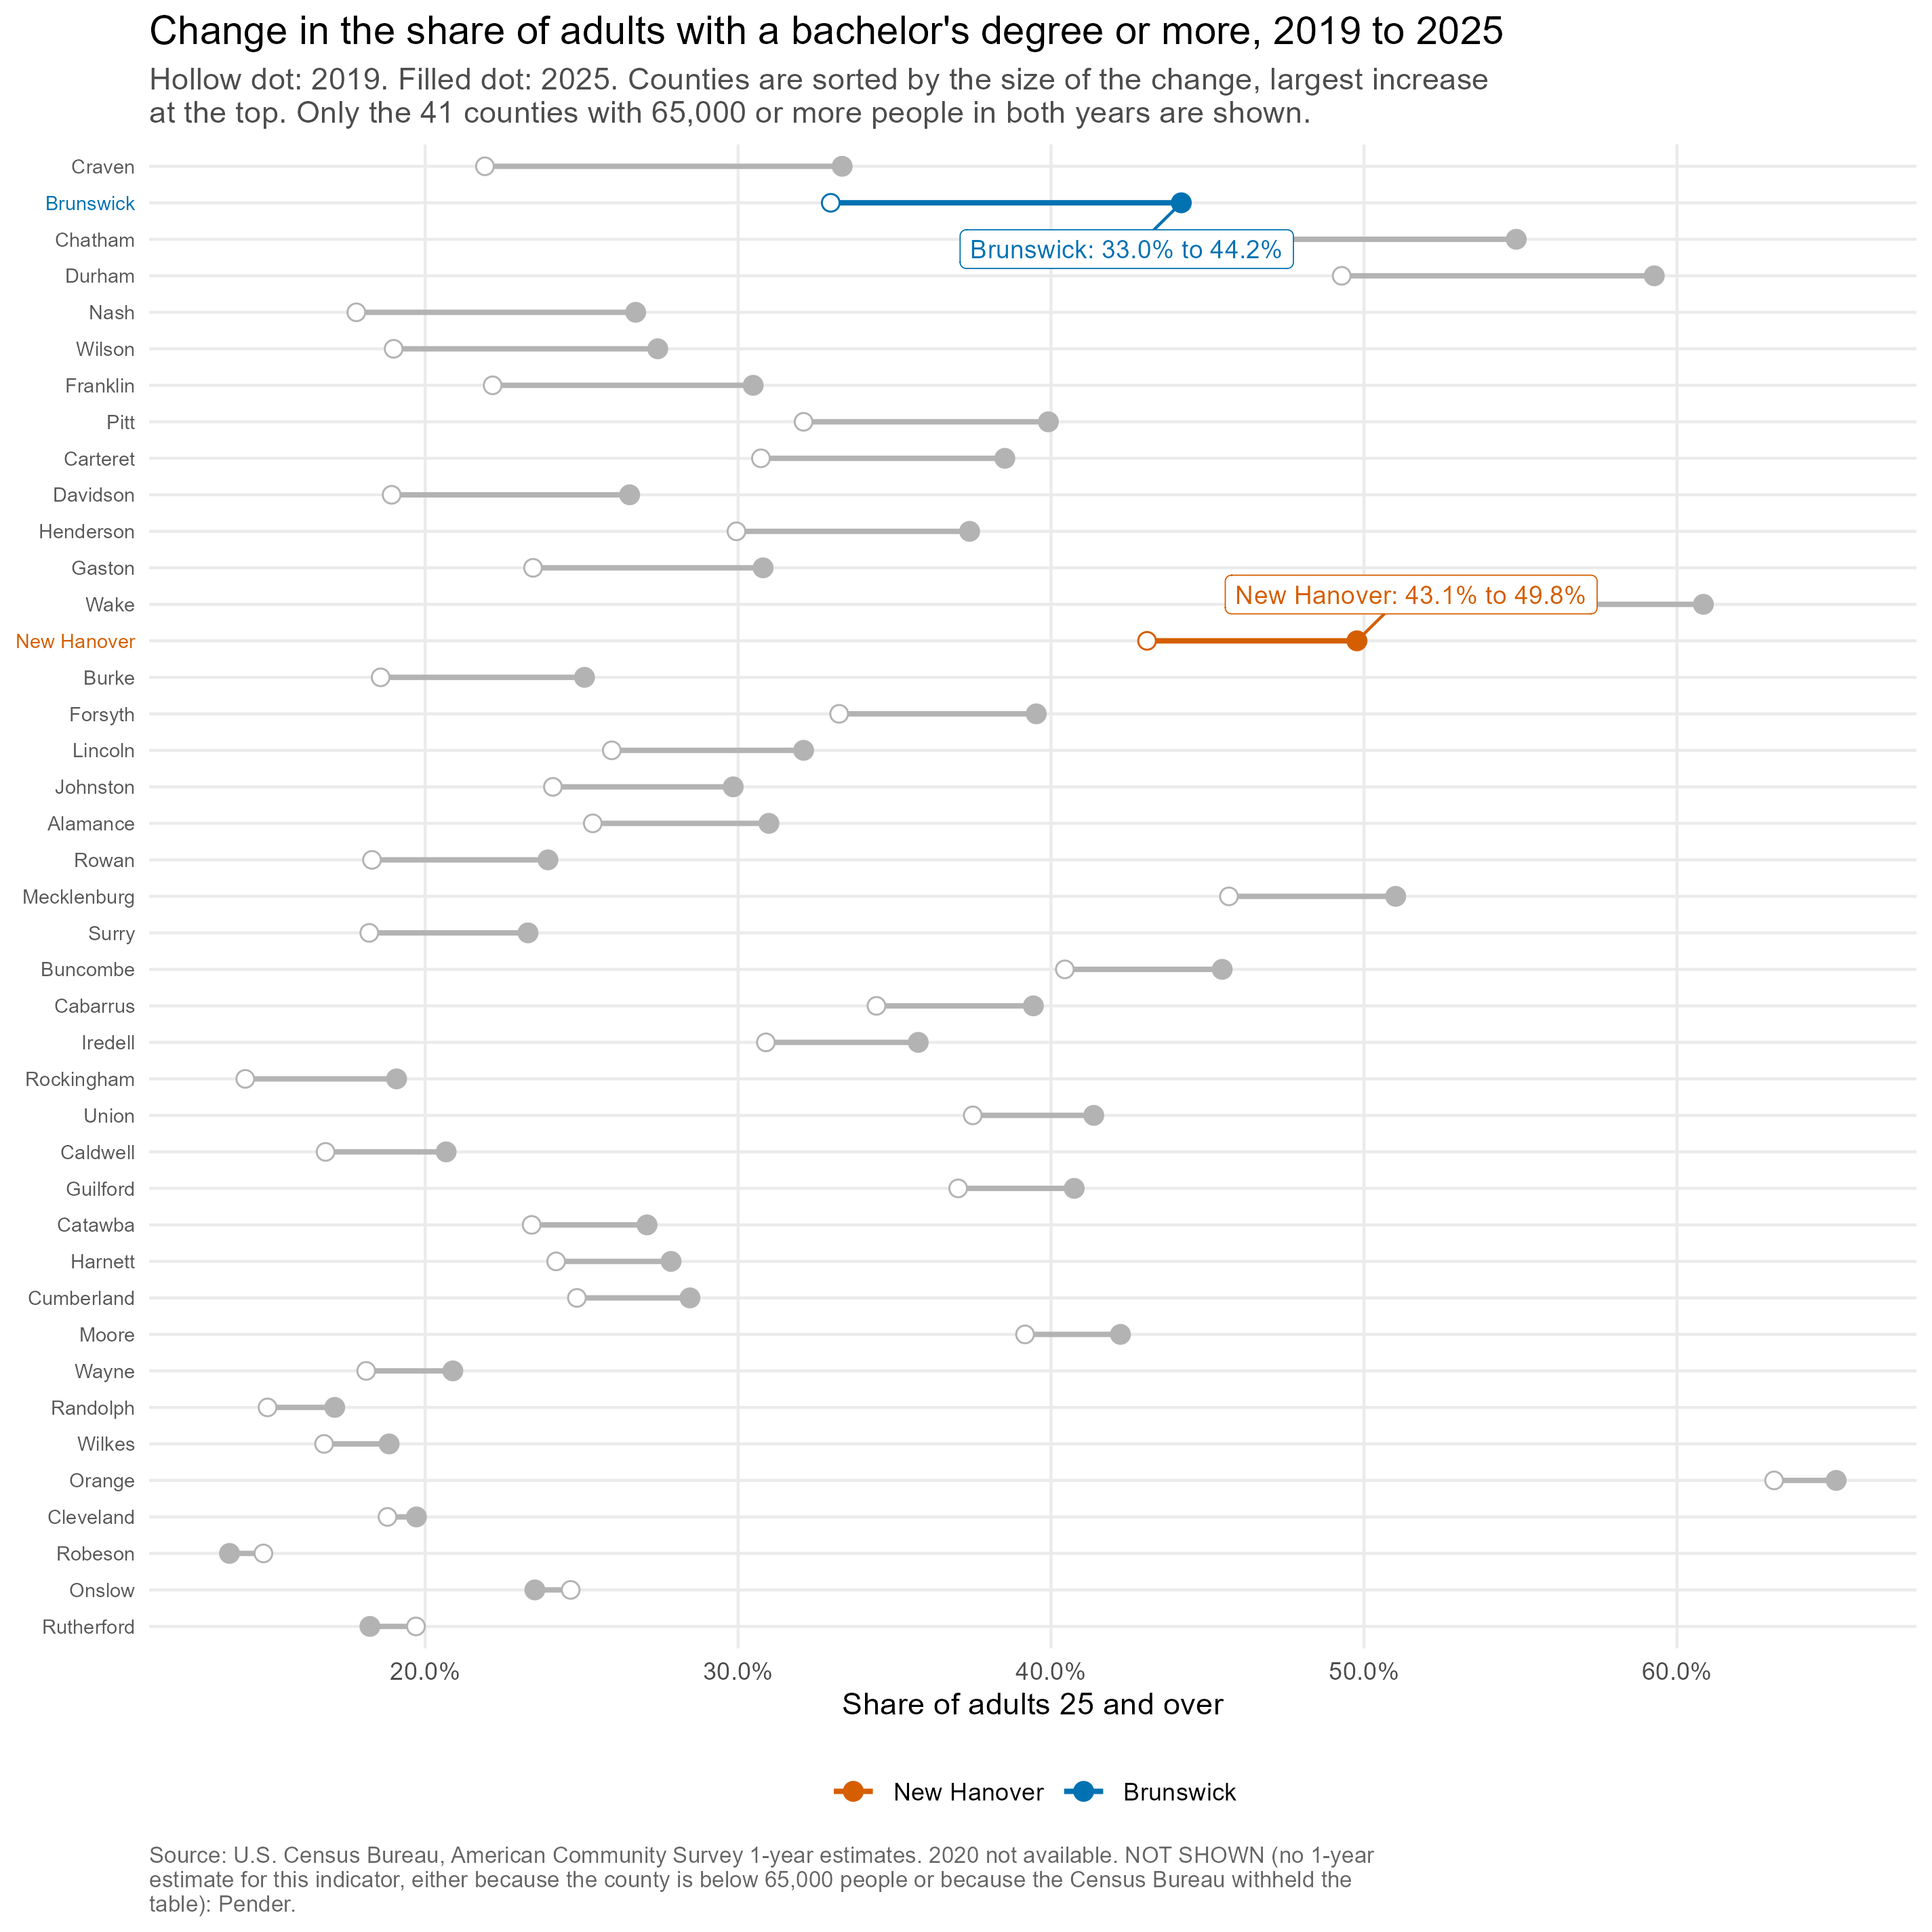 Change in the share of adults with a bachelor's degree or more, 2019 to 2025
Hollow dot: 2019. Filled dot: 2025. Counties are sorted by the size of the change, largest increase
at the top. Only the 41 counties with 65,000 or more people in both years are shown.
Craven
Brunswick
Chatham
Brunswick: 33.0% to 44.2%
Durham
Nash
Wilson
Franklin
Pitt
Carteret
Davidson
Henderson
Gaston
New Hanover: 43.1% to 49.8%
Wake
New Hanover
Burke
Forsyth
Lincoln
Johnston
Alamance
Rowan
Mecklenburg
Surry
Buncombe
Cabarrus
Iredell
Rockingham
Union
Caldwell
Guilford
Catawba
Harnett
Cumberland
Moore
Wayne
Randolph
Wilkes
Orange
Cleveland
Robeson
Onslow
Rutherford
20.0% 30.0% 40.0% 50.0% 60.0%
Share of adults 25 and over
New Hanover Brunswick
Source: U.S. Census Bureau, American Community Survey 1-year estimates. 2020 not available. NOT SHOWN (no 1-year
estimate for this indicator, either because the county is below 65,000 people or because the Census Bureau withheld the
table): Pender.